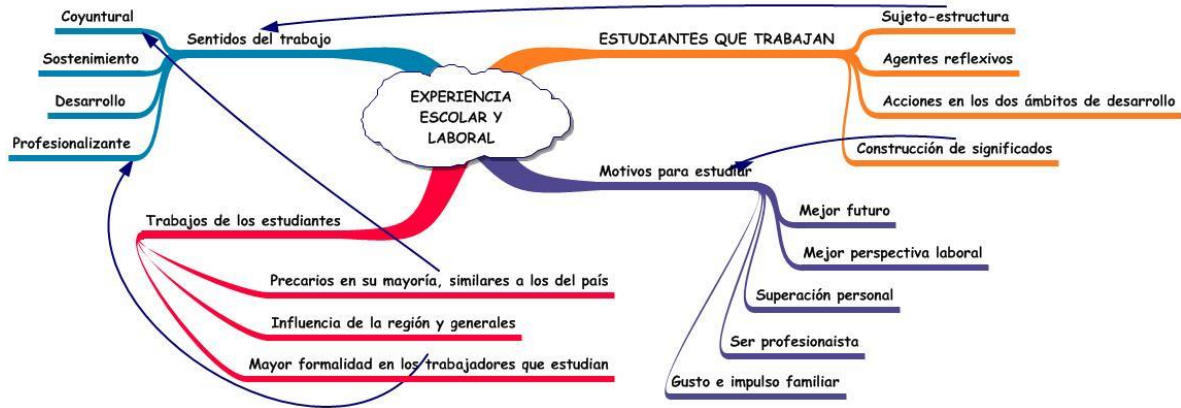 Coyuntural
Sentidos del trabajo
Sostenimiento
Desarrollo
Profesionalizante
EXPERIENCIA
ESCOLAR Y
LABORAL
ESTUDIANTES QUE TRABAJAN
Sujeto-estructura
Agentes reflexivos
Acciones en los dos ámbitos de desarrollo
Construcción de significados
Motivos para estudiar
Mejor futuro
Mejor perspectiva laboral
Superación personal
Ser profesionaista
Gusto e impulso familiar
Trabajos de los estudiantes
Precarios en su mayoría, similares a los del país
Influencia de la región y generales
Mayor formalidad en los trabajadores que estudian